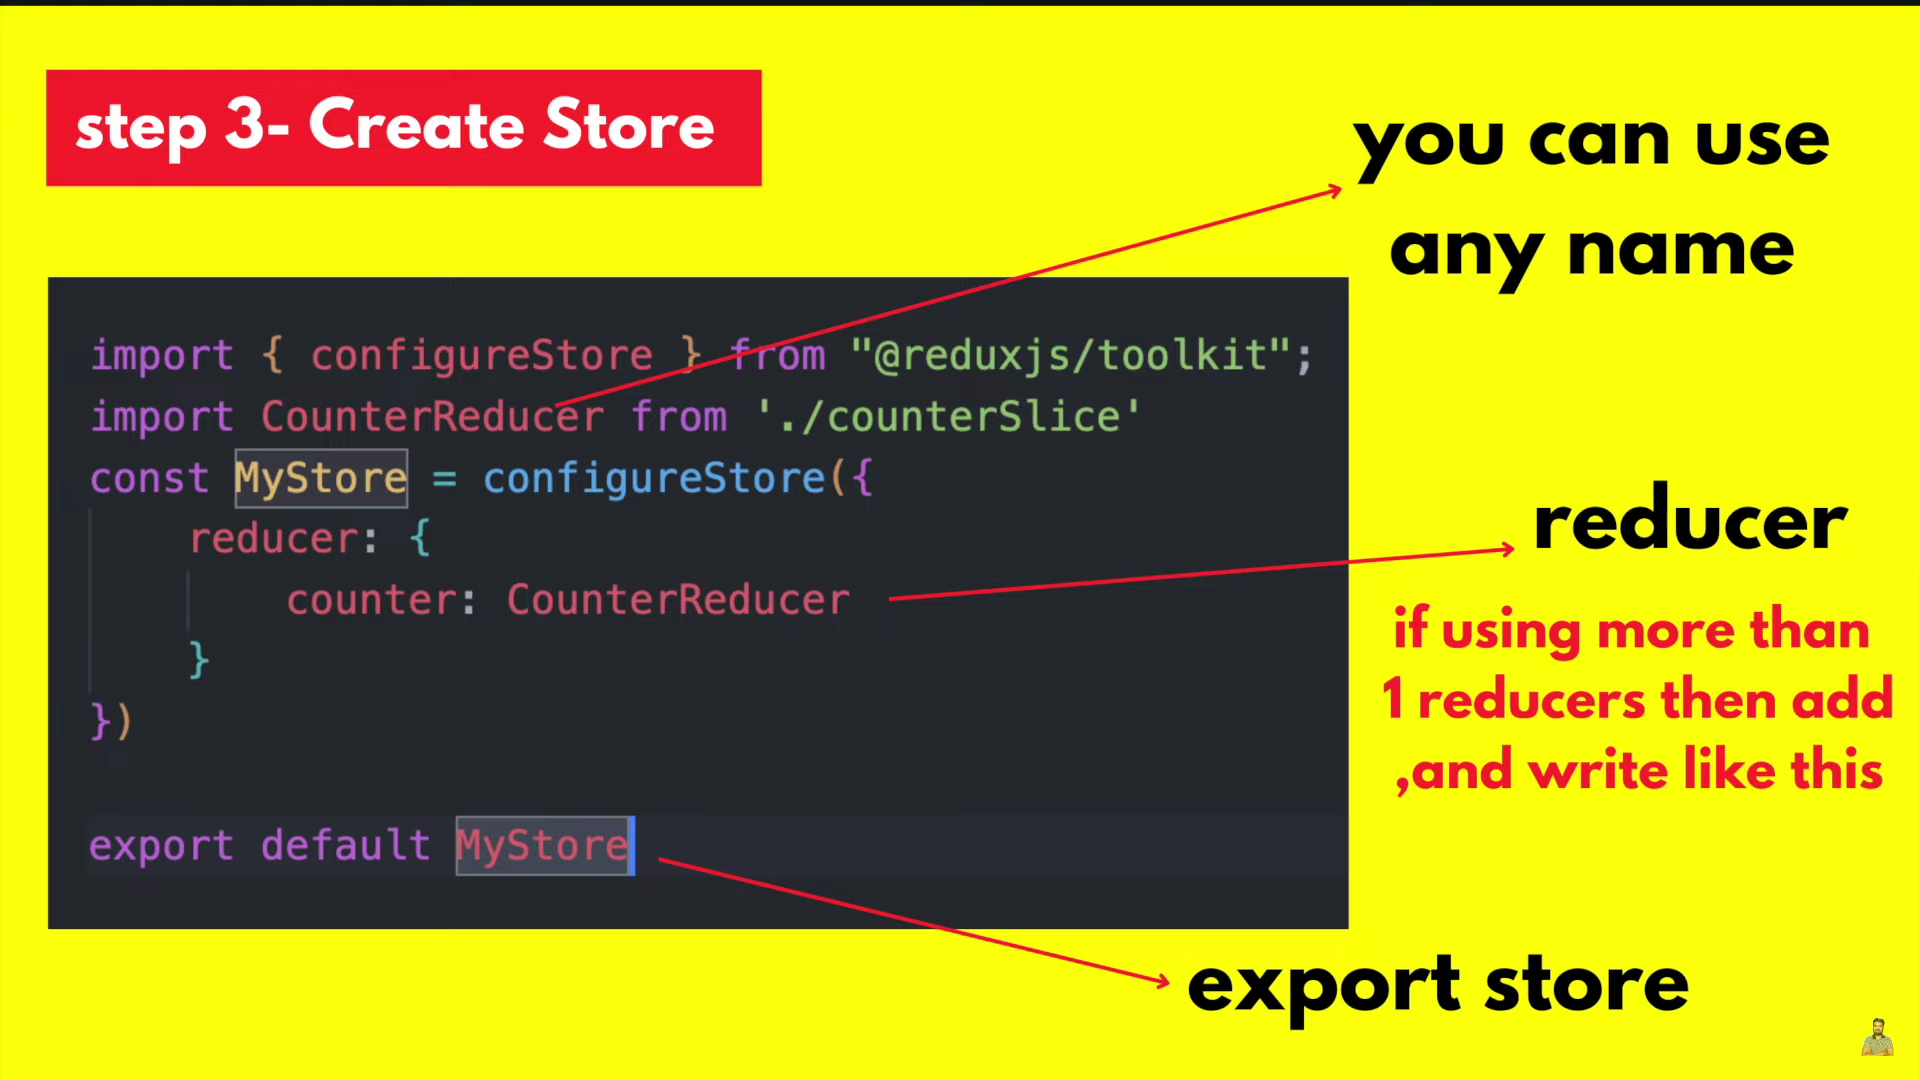 step 3- Create Store
you can use
any name
import { configureStore } from "@reduxjs/toolkit";
import CounterReducer from './counterSlice'
const MyStore = configureStore({
reducer: {
counter: CounterReducer
}
})
export default MyStore
reducer
if using more than
1 reducers then add
,and write like this
export store